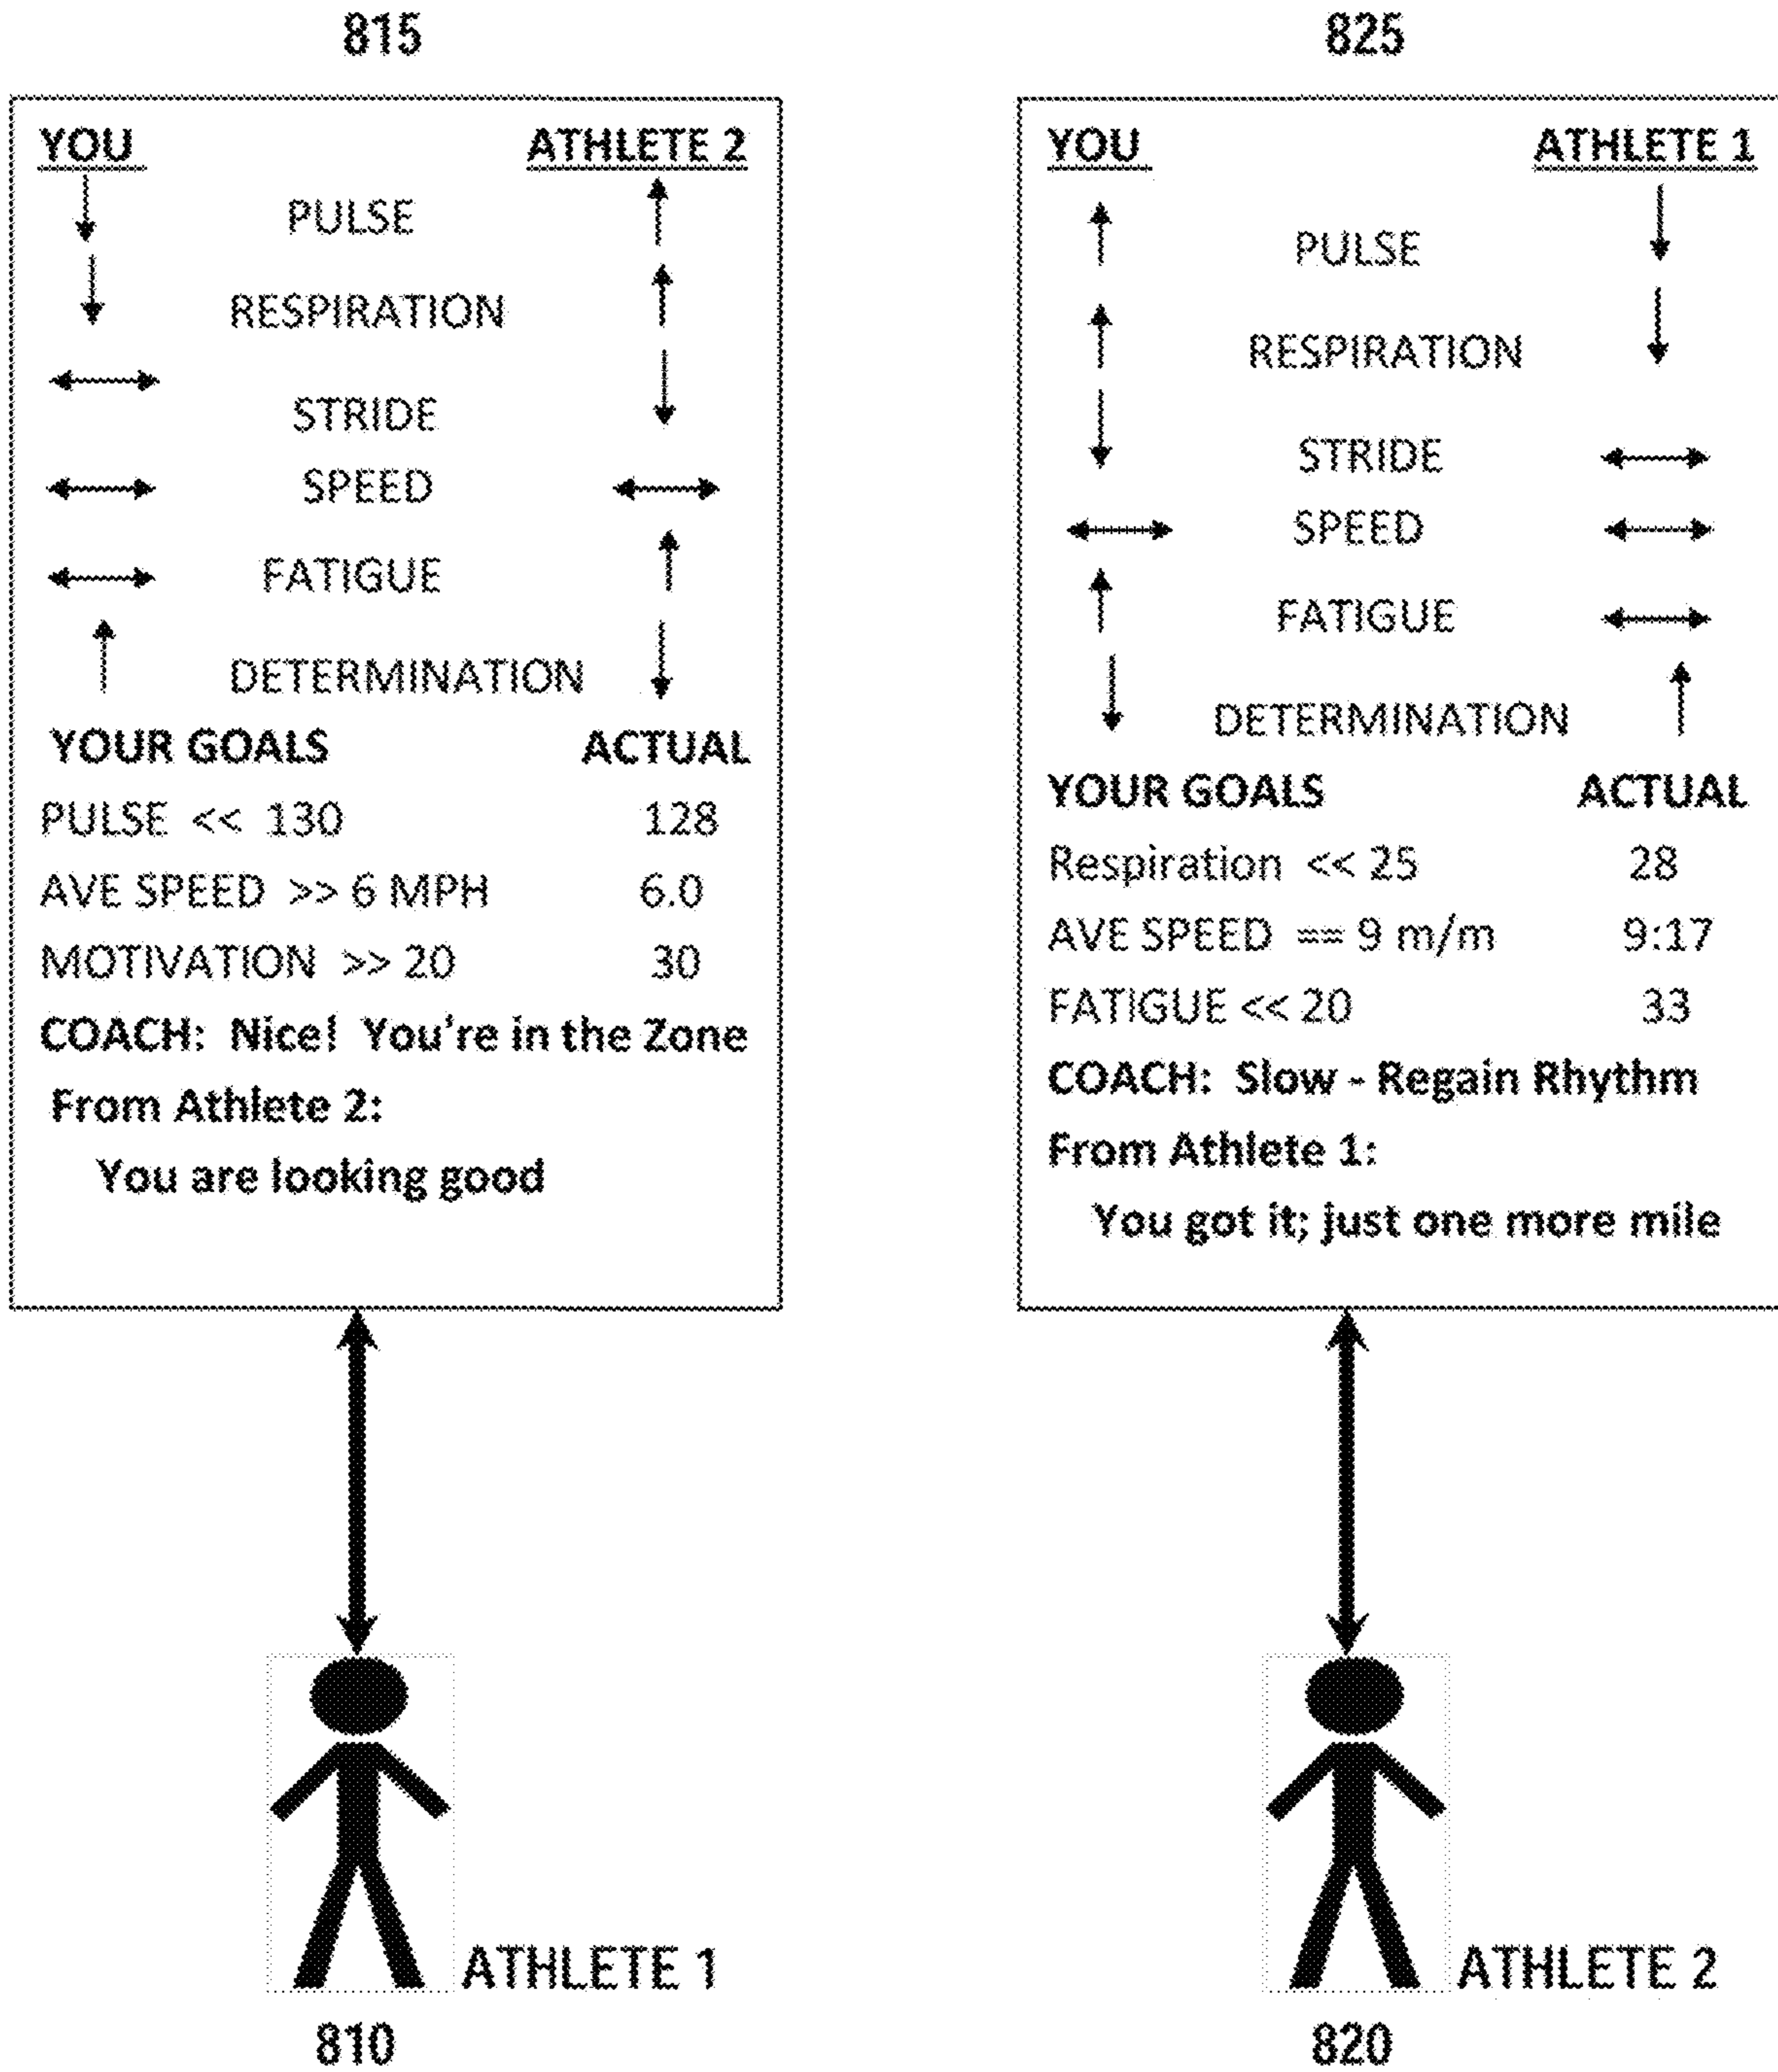 815
YOU ATHLETE 2
PULSE
RESPIRATION
STRIDE
SPEED
FATIGUE
DETERMINATION
YOUR GOALS ACTUAL
PULSE << 130 128
AVE SPEED >> 6 MPH 6.0
MOTIVATION >> 20 30
COACH: Nice! You're in the Zone
From Athlete 2:
You are looking good
ATHLETE 1
810
825
YOU ATHLETE 1
PULSE
RESPIRATION
STRIDE
SPEED
FATIGUE
DETERMINATION
YOUR GOALS ACTUAL
Respiration << 25 28
AVE SPEED == 9 m/m 9:17
FATIGUE << 20 33
COACH: Slow - Regain Rhythm
From Athlete 1:
You got it; just one more mile
ATHLETE 2
820